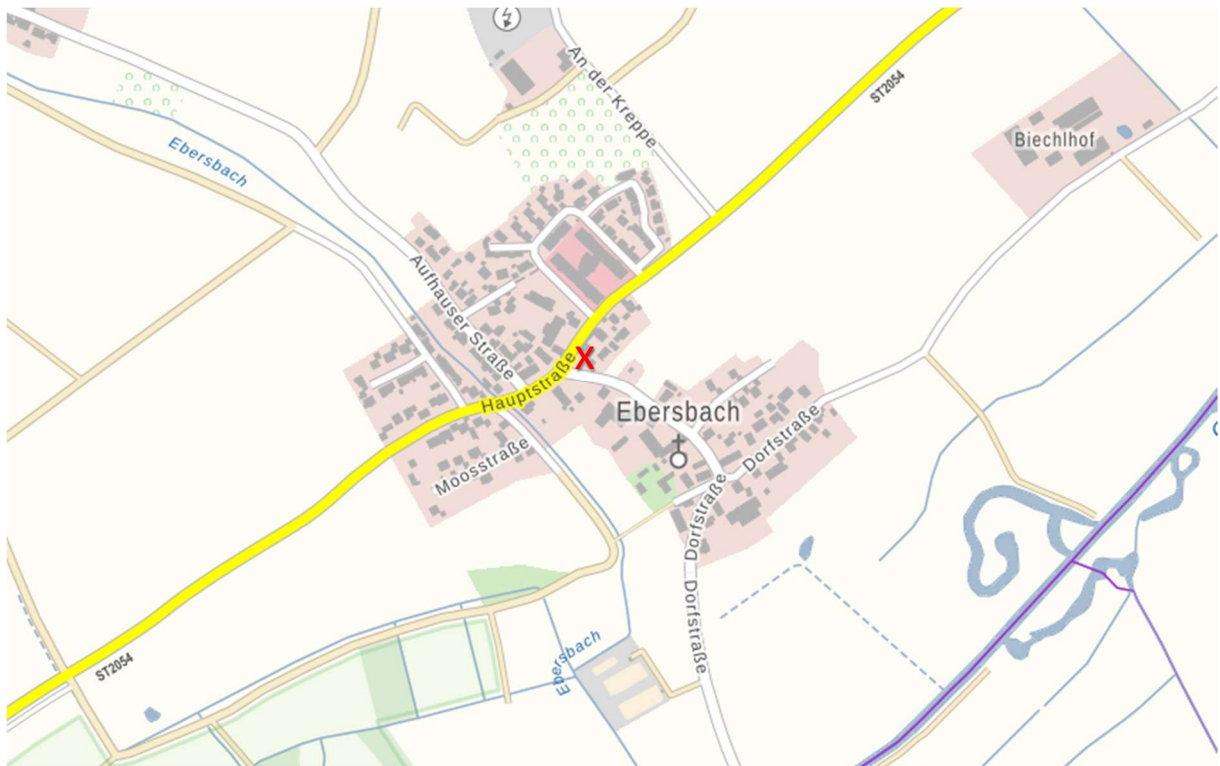 An der Kreppe
ST2054
Biechlhof
Ebersbach
Aufhauser Straße
Hauptstraße
X
Ebersbach
Moosstraße
Dorfstraße
Dorfstraße
Dorfstraße
Ebersbach
ST2054